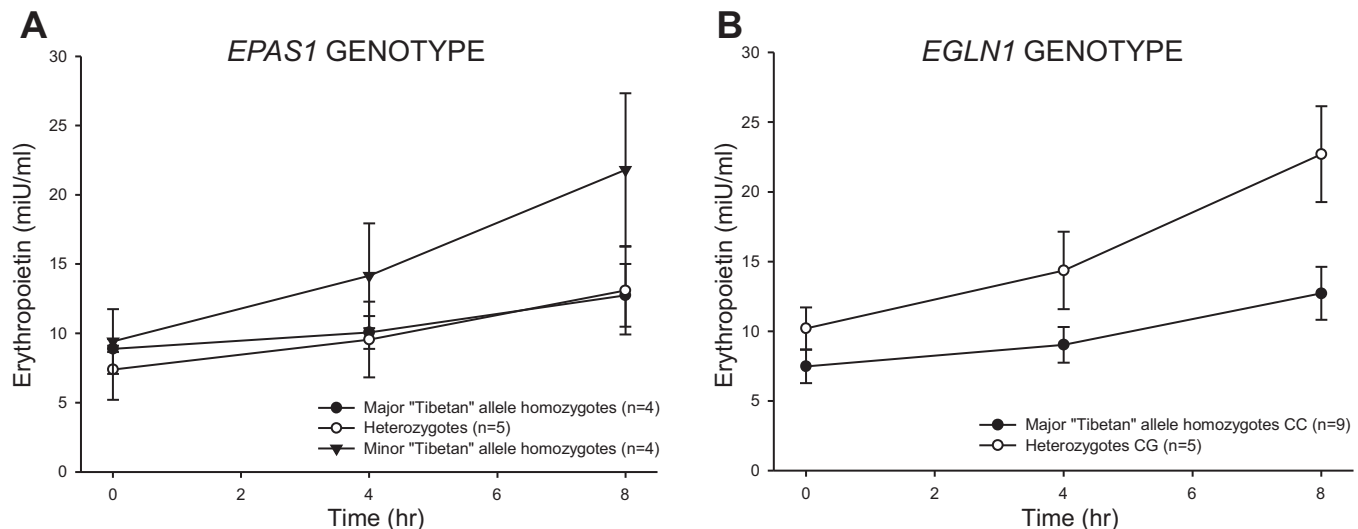 A
EPAS1 GENOTYPE
30
25
20
15
10
5
0
Erythropoietin (miU/ml)
Major "Tibetan" allele homozygotes (n=4)
Heterozygotes (n=5)
Minor "Tibetan" allele homozygotes (n=4)
0 2 4 6 8
Time (hr)
B
EGLN1 GENOTYPE
30
25
20
15
10
5
0
Erythropoietin (miU/ml)
Major "Tibetan" allele homozygotes CC (n=9)
Heterozygotes CG (n=5)
0 2 4 6 8
Time (hr)